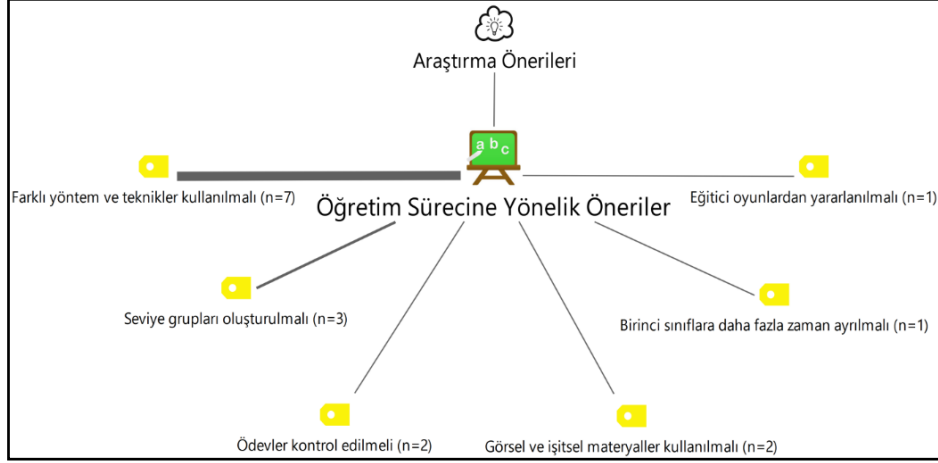 Araştırma Önerileri
a b c
Farklı yöntem ve teknikler kullanılmalı (n=7)
Eğitici oyunlardan yararlanılmalı (n=1)
Öğretim Sürecine Yönelik Öneriler
Seviye grupları oluşturulmalı (n=3)
Birinci sınıflara daha fazla zaman ayrılmalı (n=1)
Ödevler kontrol edilmeli (n=2)
Görsel ve işitsel materyaller kullanılmalı (n=2)